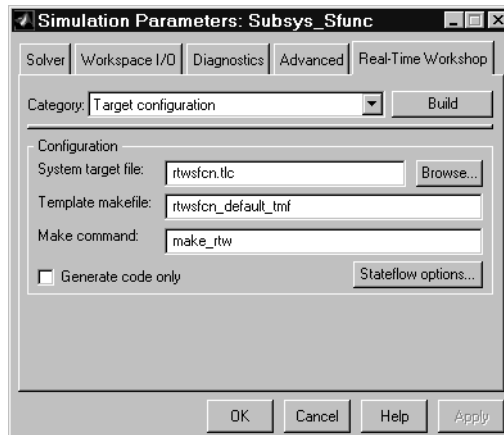 Simulation Parameters: Subsys_Sfunc
Solver Workspace I/O Diagnostics Advanced Real-Time Workshop
Category: Target configuration Build
Configuration
System target file: rtwsfcn.tlc Browse...
Template makefile: rtwsfcn_default_tmf
Make command: make_rtw
Generate code only Stateflow options...
OK Cancel Help Apply